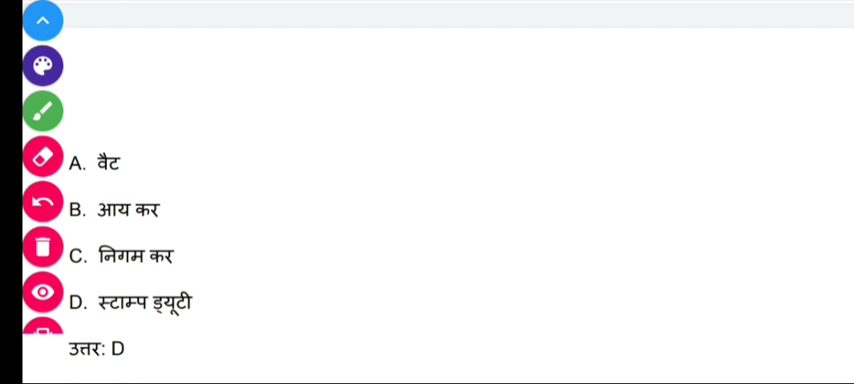 A. वैट
B. आय कर
C. निगम कर
D. स्टाम्प ड्यूटी
उत्तर: D